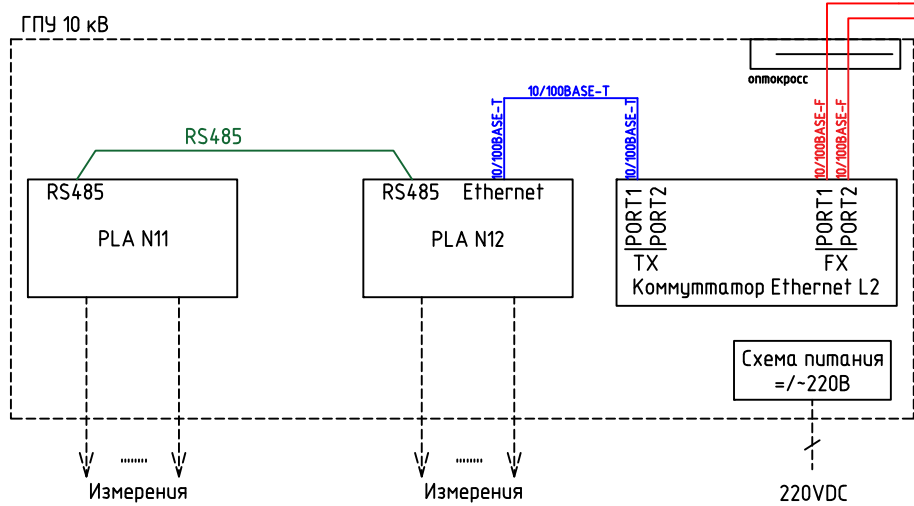 ГПУ 10 кВ
оптокросс
10/100BASE-T
10/100BASE-T
10/100BASE-T
10/100BASE-F
10/100BASE-F
RS485
RS485
PLA N11
RS485 Ethernet
PLA N12
PORT1
PORT2
TX
PORT1
PORT2
FX
Коммуттатор Ethernet L2
Схема питания
=/~220В
........
Измерения
........
Измерения
220VDC